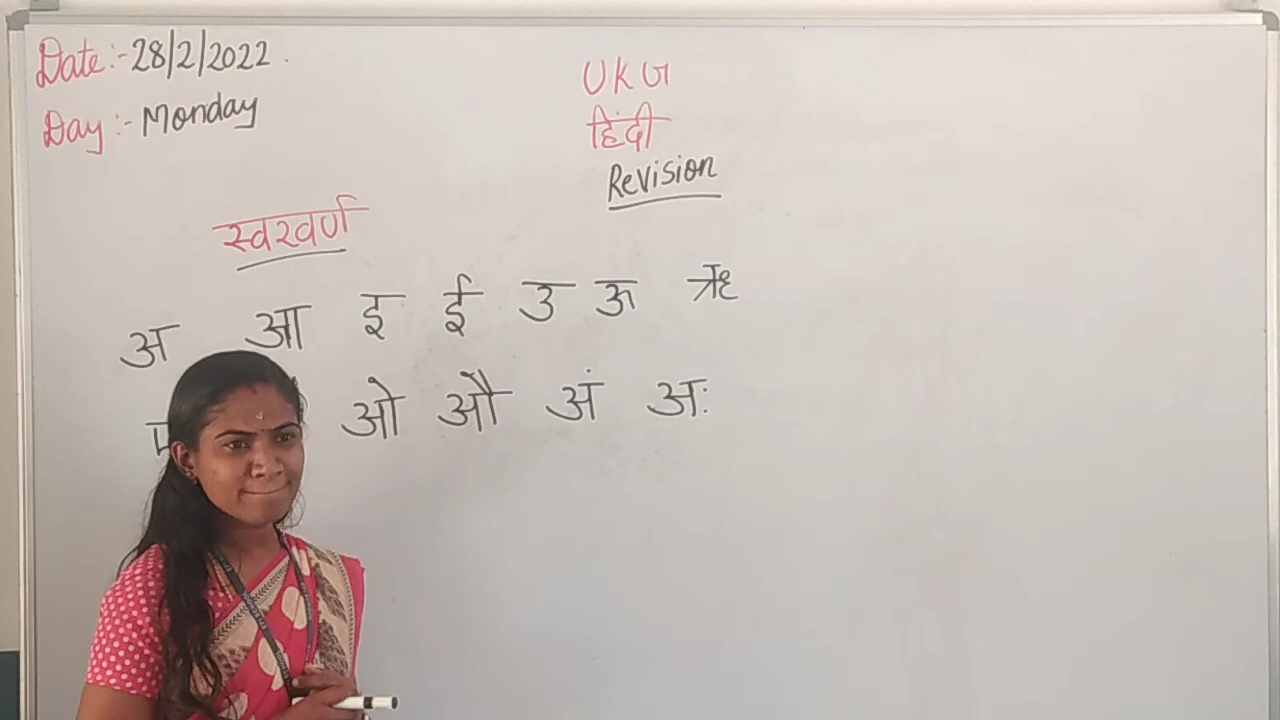 Date:- 28/2/2022.
Day:- Monday
UKG
हिंदी
Revision
स्वरवर्ण
अ आ इ ई उ ऊ ऋ
ओ औ अं अः